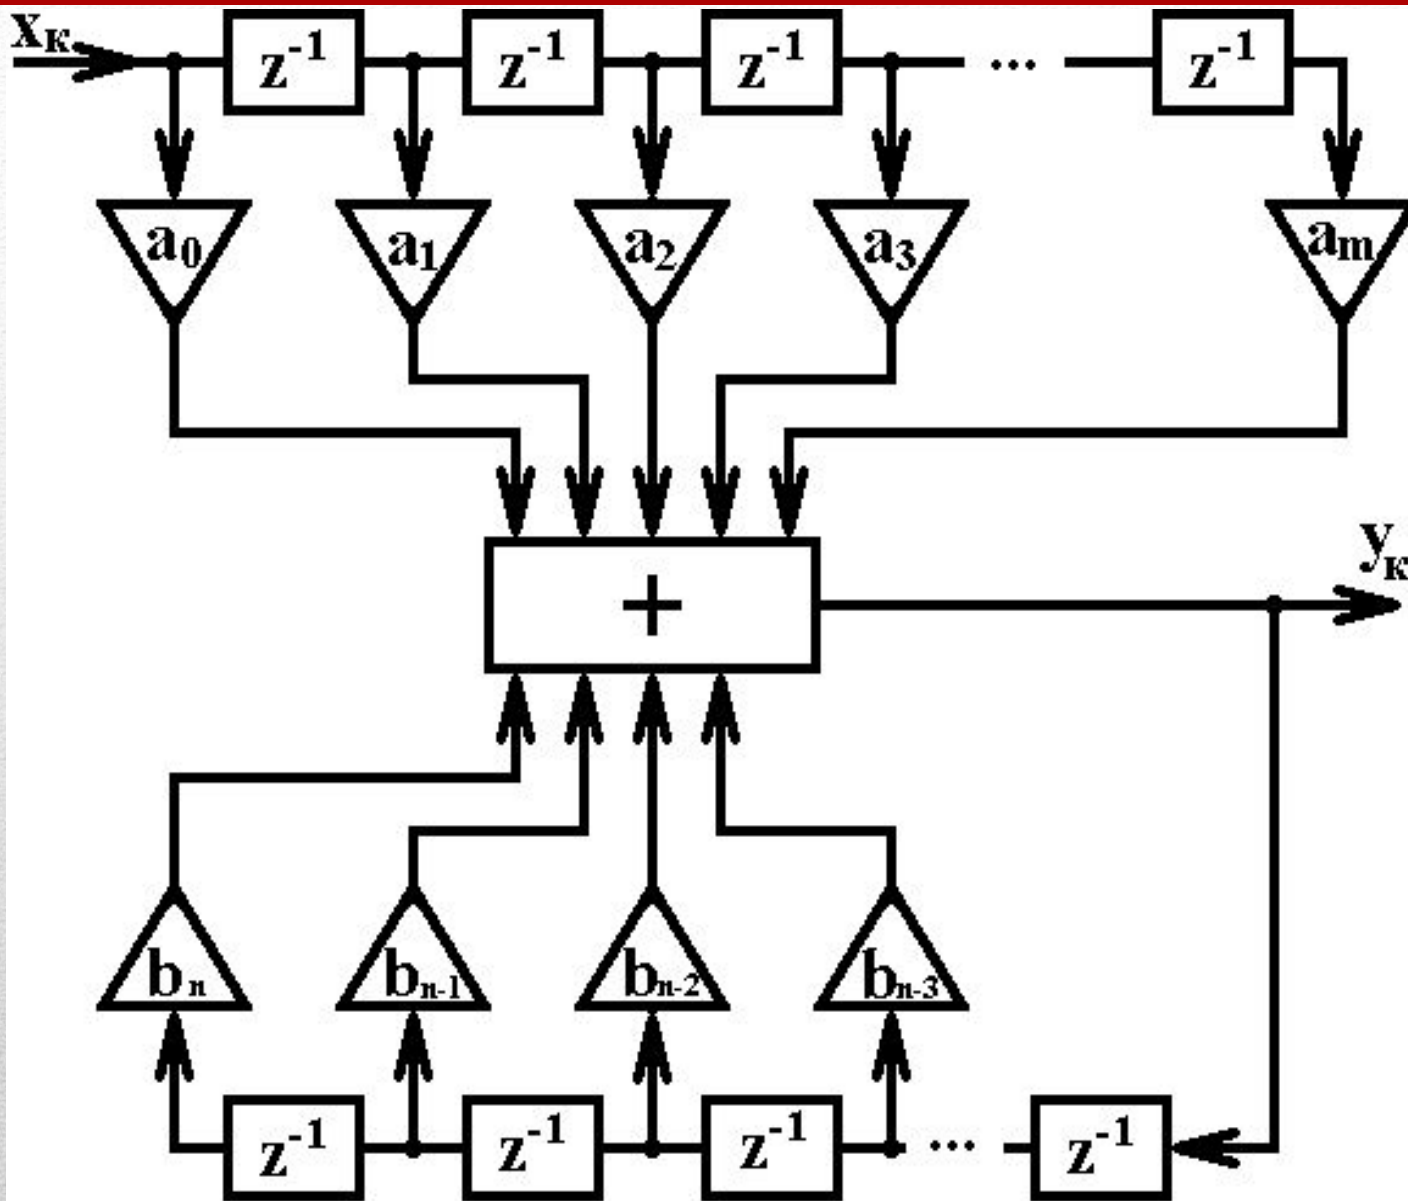 xк
z⁻¹ z⁻¹ z⁻¹ ... z⁻¹
a₀ a₁ a₂ a₃ aₘ
+
yк
bₙ bₙ₋₁ bₙ₋₂ bₙ₋₃
z⁻¹ z⁻¹ z⁻¹ ... z⁻¹